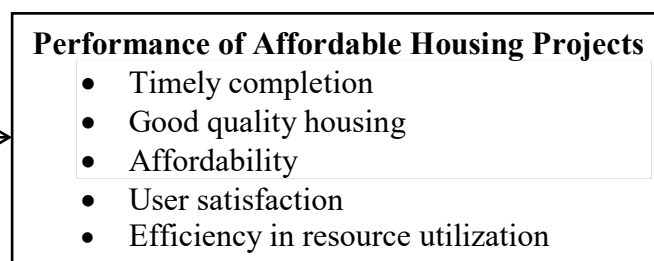 Performance of Affordable Housing Projects
• Timely completion
• Good quality housing
• Affordability
• User satisfaction
• Efficiency in resource utilization